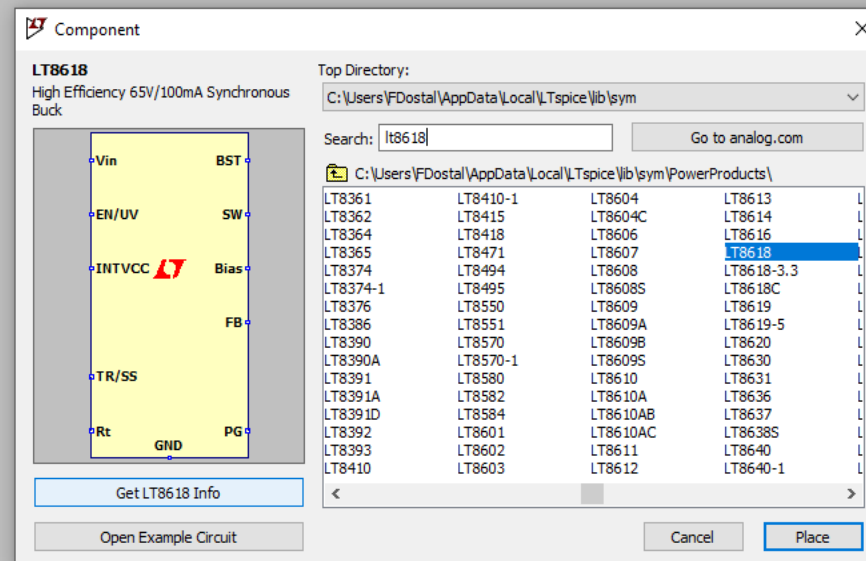 Component
LT8618
High Efficiency 65V/100mA Synchronous
Buck
Vin BST
EN/UV SW
INTVCC Bias
FB
TR/SS
Rt PG
GND
Get LT8618 Info
Open Example Circuit
Top Directory:
C:\Users\FDostal\AppData\Local\LTspice\lib\sym
Search: lt8618 Go to analog.com
C:\Users\FDostal\AppData\Local\LTspice\lib\sym\PowerProducts\
LT8361 LT8410-1 LT8604 LT8613 L
LT8362 LT8415 LT8604C LT8614 L
LT8364 LT8418 LT8606 LT8616 L
LT8365 LT8471 LT8607 LT8618 L
LT8374 LT8494 LT8608 LT8618-3.3 L
LT8374-1 LT8495 LT8608S LT8618C L
LT8376 LT8550 LT8609 LT8619 L
LT8386 LT8551 LT8609A LT8619-5 L
LT8390 LT8570 LT8609B LT8620 L
LT8390A LT8570-1 LT8609S LT8630 L
LT8391 LT8580 LT8610 LT8631 L
LT8391A LT8582 LT8610A LT8636 L
LT8391D LT8584 LT8610AB LT8637 L
LT8392 LT8601 LT8610AC LT8638S L
LT8393 LT8602 LT8611 LT8640 L
LT8410 LT8603 LT8612 LT8640-1 L
Cancel Place